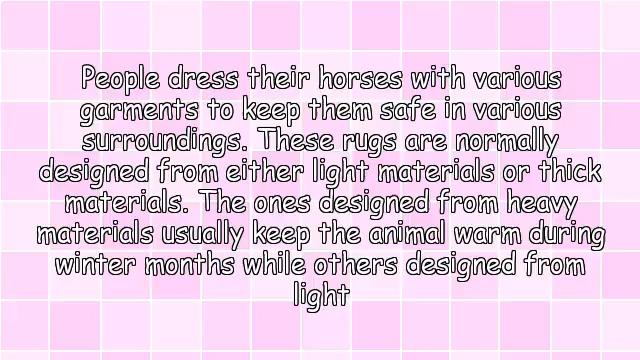 People dress their horses with various
garments to keep them safe in various
surroundings. These rugs are normally
designed from either light materials or thick
materials. The ones designed from heavy
materials usually keep the animal warm during
winter months while others designed from
light